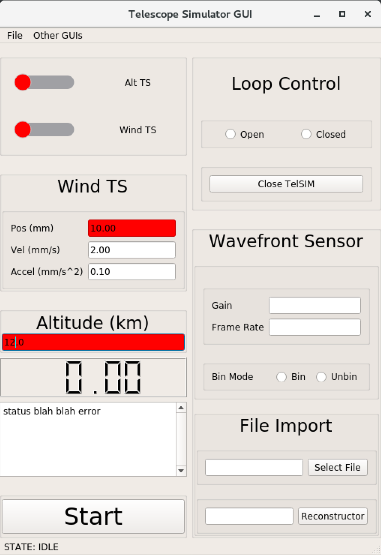 Telescope Simulator GUI
File Other GUIs
Alt TS
Wind TS
Wind TS
Pos (mm) 10.00
Vel (mm/s) 2.00
Accel (mm/s^2) 0.10
Altitude (km)
12.0
0.00
status blah blah error
Start
STATE: IDLE
Loop Control
Open Closed
Close TelSIM
Wavefront Sensor
Gain
Frame Rate
Bin Mode Bin Unbin
File Import
Select File
Reconstructor